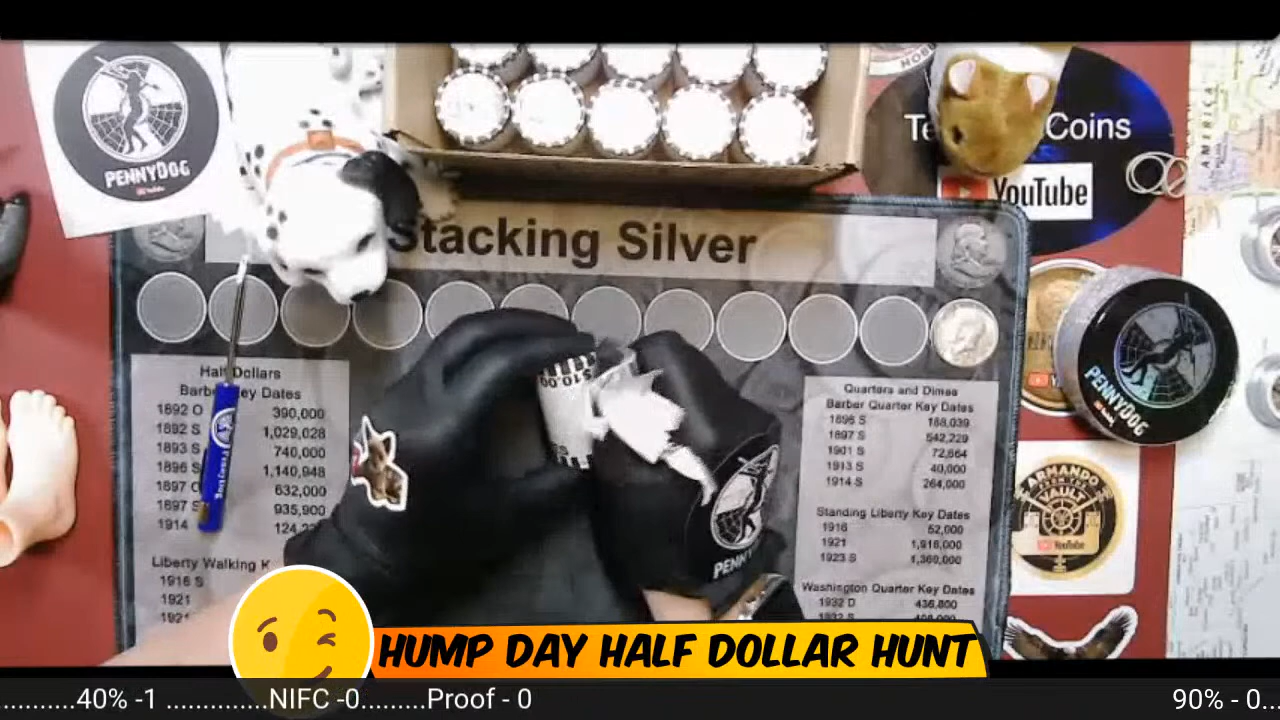 PENNYDOG
YouTube
Coins
YouTube
AMERICA
Stacking Silver
$10.00
Half Dollars
Barber Key Dates
1892 O 390,000
1892 S 1,029,028
1893 S 740,000
1896 S 1,140,948
1897 O 632,000
1897 S 935,900
1914
Liberty Walking K
1916 S
1921
Quarters and Dimes
Barber Quarter Key Dates
1896 S 188,039
1897 S 542,229
1901 S 72,664
1913 S 40,000
1914 S 264,000
Standing Liberty Key Dates
1916 52,000
1921 1,916,000
1923 S 1,360,000
Washington Quarter Key Dates
1932 D 436,800
PENNYDOG
ARMANDO
VAULT
YouTube
HUMP DAY HALF DOLLAR HUNT
...........40% -1 .............NIFC -0.........Proof - 0
90% - 0...